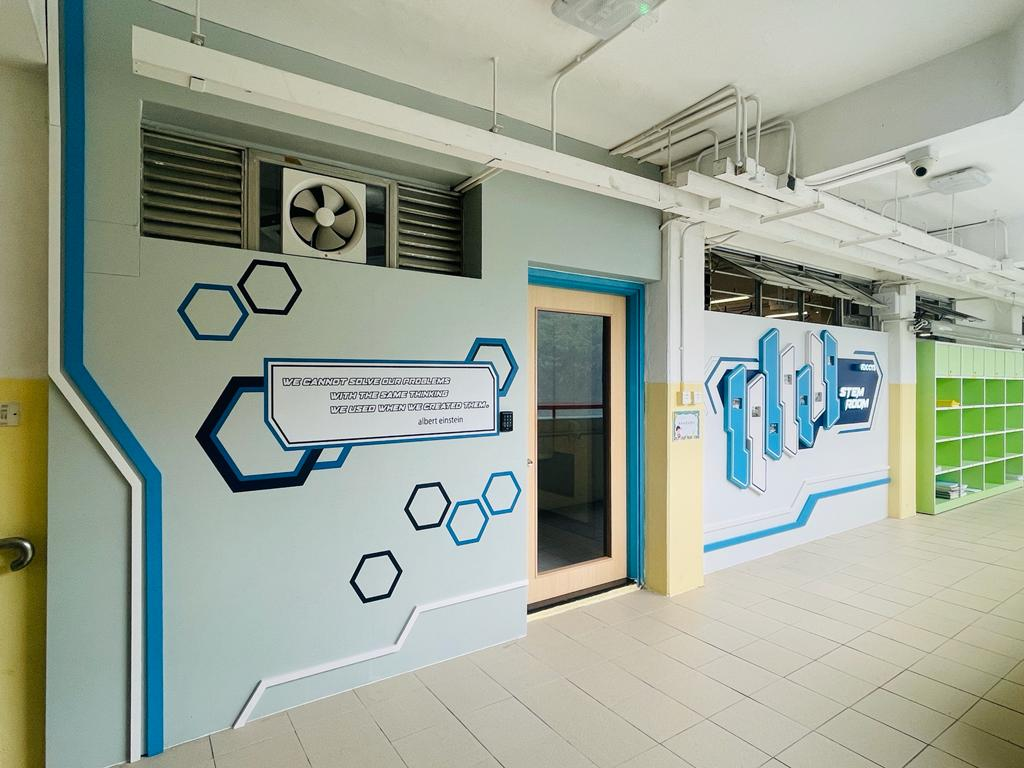 WE CANNOT SOLVE OUR PROBLEMS
WITH THE SAME THINKING
WE USED WHEN WE CREATED THEM.
albert einstein
STEM
ROOM